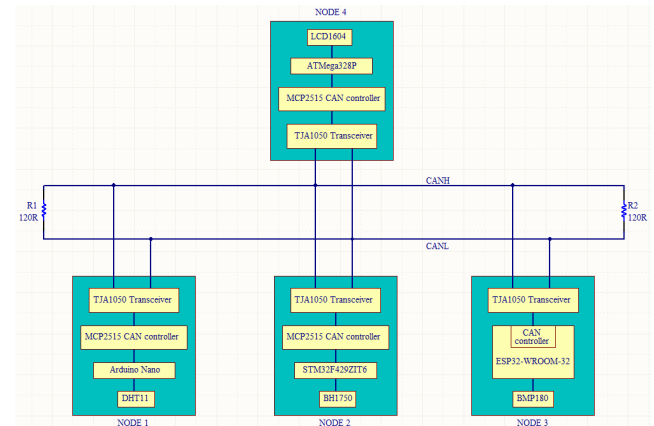 NODE 4
LCD1604
ATMega328P
MCP2515 CAN controller
TJA1050 Transceiver
CANH
R1
120R
R2
120R
CANL
TJA1050 Transceiver
MCP2515 CAN controller
Arduino Nano
DHT11
NODE 1
TJA1050 Transceiver
MCP2515 CAN controller
STM32F429ZIT6
BH1750
NODE 2
TJA1050 Transceiver
CAN
controller
ESP32-WROOM-32
BMP180
NODE 3